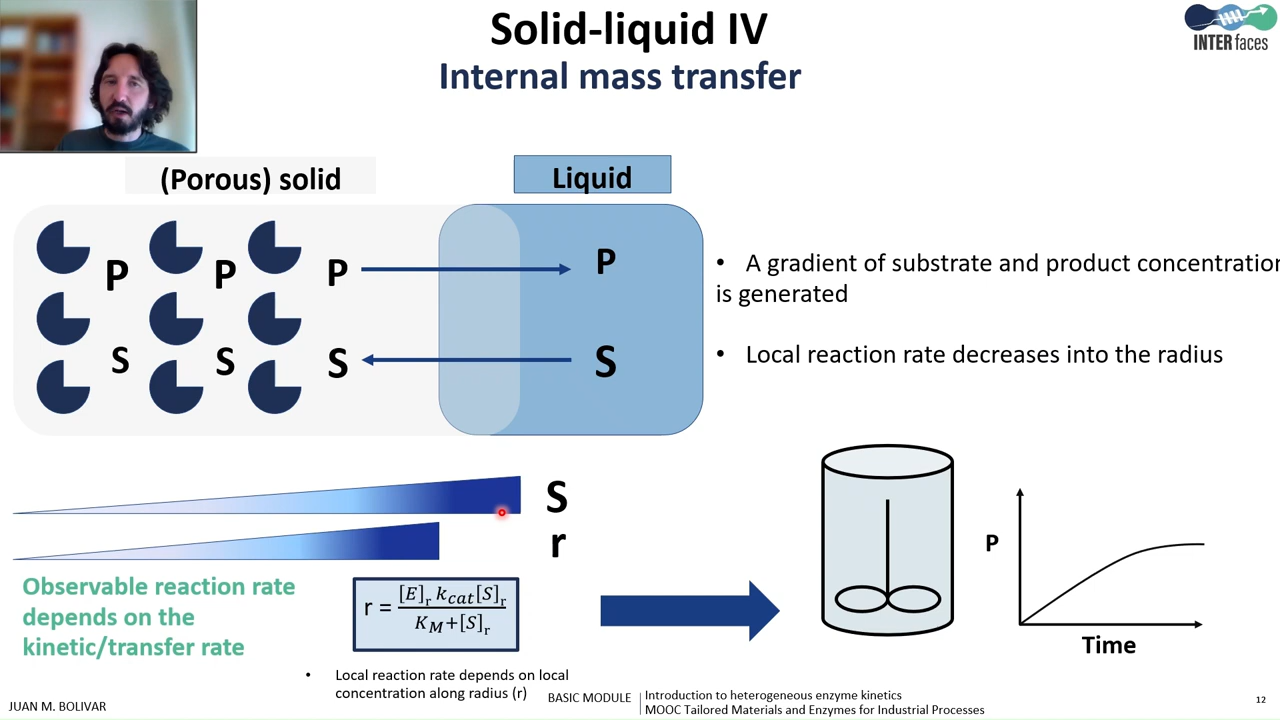 Solid-liquid IV
Internal mass transfer
INTERfaces
(Porous) solid
Liquid
P P P P
S S S S
• A gradient of substrate and product concentration
is generated
• Local reaction rate decreases into the radius
S
r
Observable reaction rate
depends on the
kinetic/transfer rate
r = [E]r kcat[S]r / KM+[S]r
P
Time
• Local reaction rate depends on local
concentration along radius (r)
JUAN M. BOLIVAR
BASIC MODULE
Introduction to heterogeneous enzyme kinetics
MOOC Tailored Materials and Enzymes for Industrial Processes
12